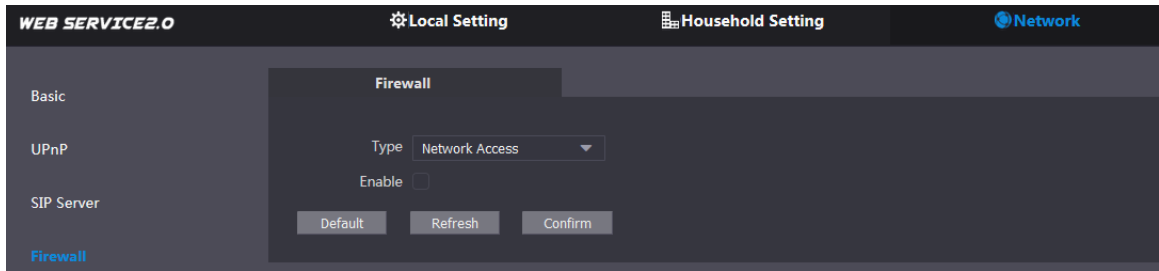 WEB SERVICE2.0 Local Setting Household Setting Network
Firewall
Basic
Type Network Access
UPnP
Enable
SIP Server
Default Refresh Confirm
Firewall